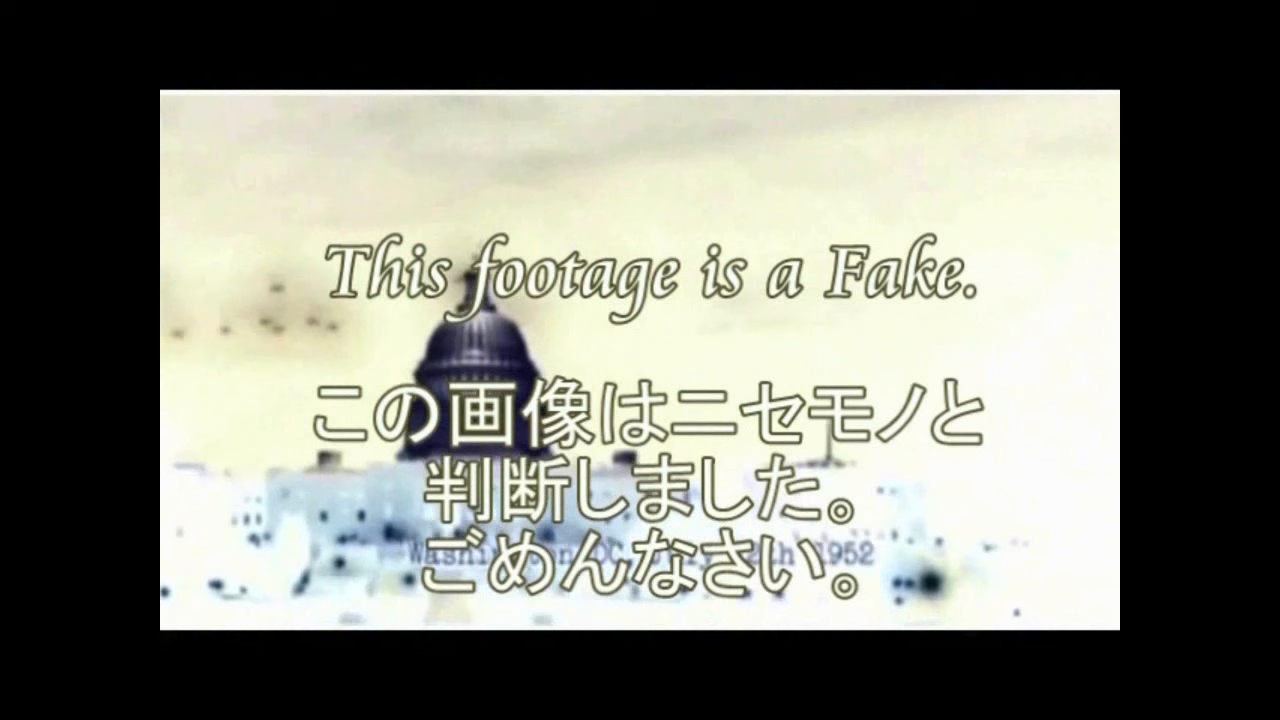 This footage is a Fake.
この画像はニセモノと
判断しました。
ごめんなさい。
1952